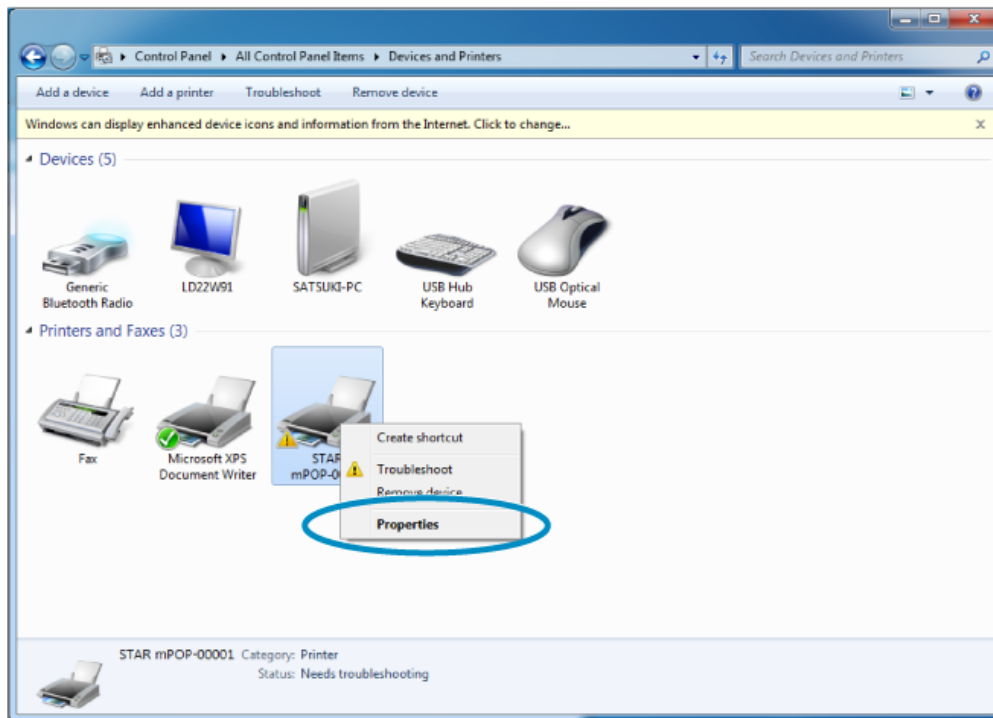 Control Panel ▸ All Control Panel Items ▸ Devices and Printers
Search Devices and Printers
Add a device Add a printer Troubleshoot Remove device
Windows can display enhanced device icons and information from the Internet. Click to change...
Devices (5)
Generic
Bluetooth Radio
LD22W91
SATSUKI-PC
USB Hub
Keyboard
USB Optical
Mouse
Printers and Faxes (3)
Fax
Microsoft XPS
Document Writer
STAR
mPOP-0
Create shortcut
Troubleshoot
Remove device
Properties
STAR mPOP-00001 Category: Printer
Status: Needs troubleshooting